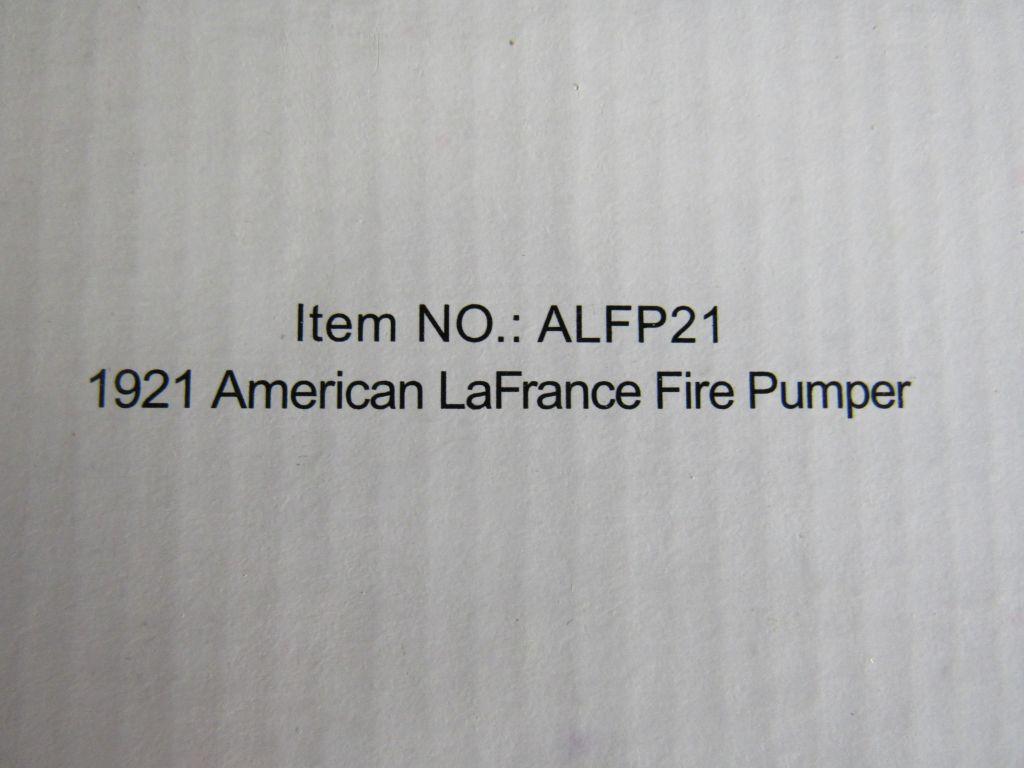 Item NO.: ALFP21
1921 American LaFrance Fire Pumper